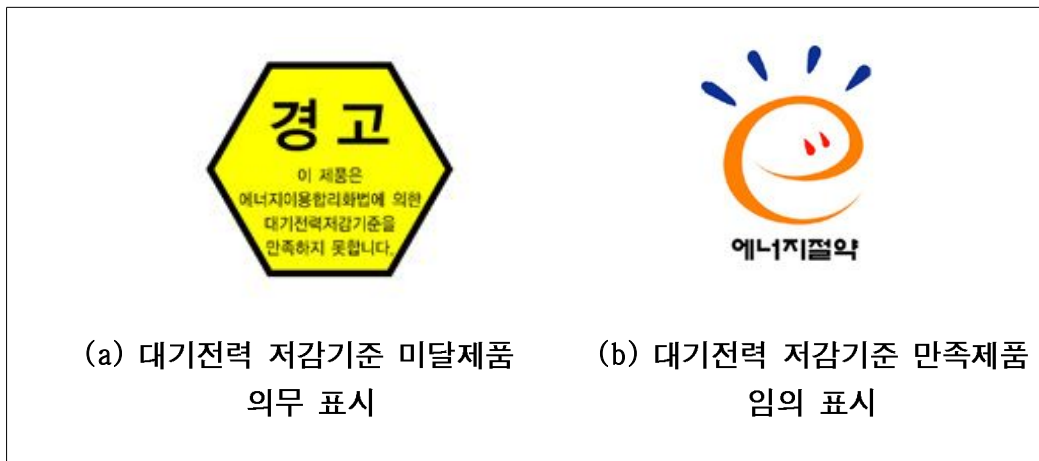 경고
이 제품은
에너지이용합리화법에 의한
대기전력저감기준을
만족하지 못합니다.
에너지절약
(a) 대기전력 저감기준 미달제품
의무 표시
(b) 대기전력 저감기준 만족제품
임의 표시